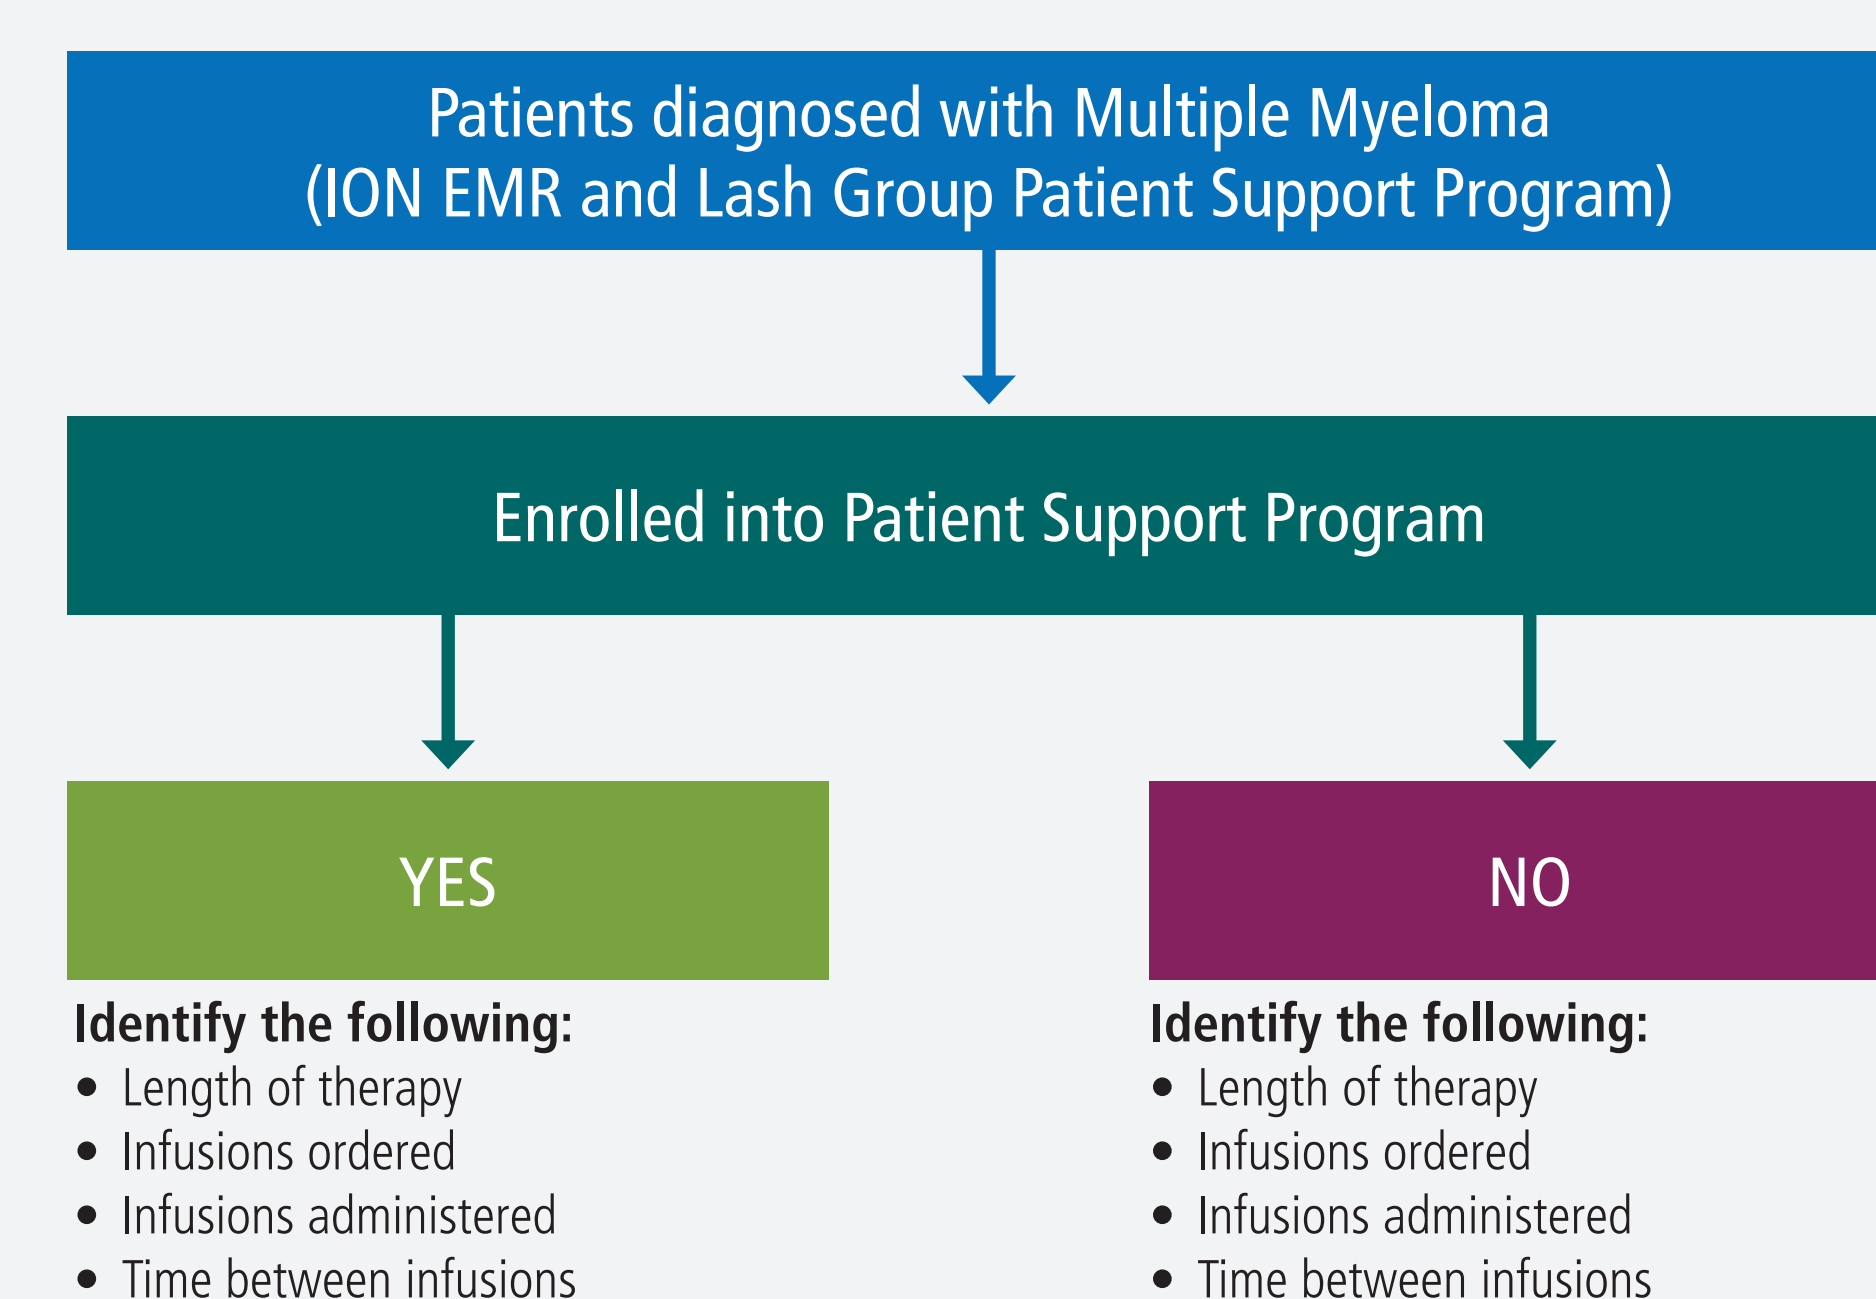 Patients diagnosed with Multiple Myeloma
(ION EMR and Lash Group Patient Support Program)
Enrolled into Patient Support Program
YES
Identify the following:
• Length of therapy
• Infusions ordered
• Infusions administered
• Time between infusions
NO
Identify the following:
• Length of therapy
• Infusions ordered
• Infusions administered
• Time between infusions